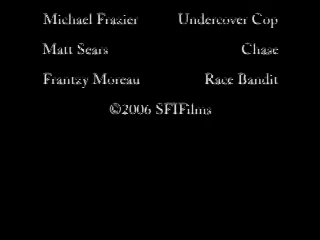 Michael Frazier Undercover Cop
Matt Sears Chase
Frantzy Moreau Race Bandit
©2006 SFIFilms